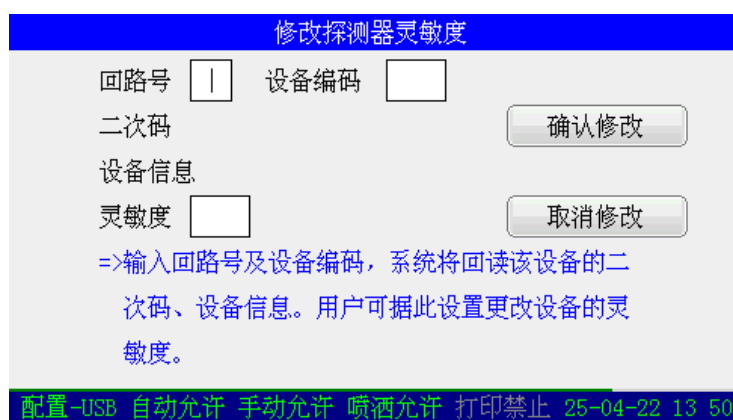 修改探测器灵敏度
回路号 设备编码
二次码
确认修改
设备信息
灵敏度
取消修改
=>输入回路号及设备编码，系统将回读该设备的二
次码、设备信息。用户可据此设置更改设备的灵
敏度。
配置-USB 自动允许 手动允许 喷洒允许 打印禁止 25-04-22 13 50